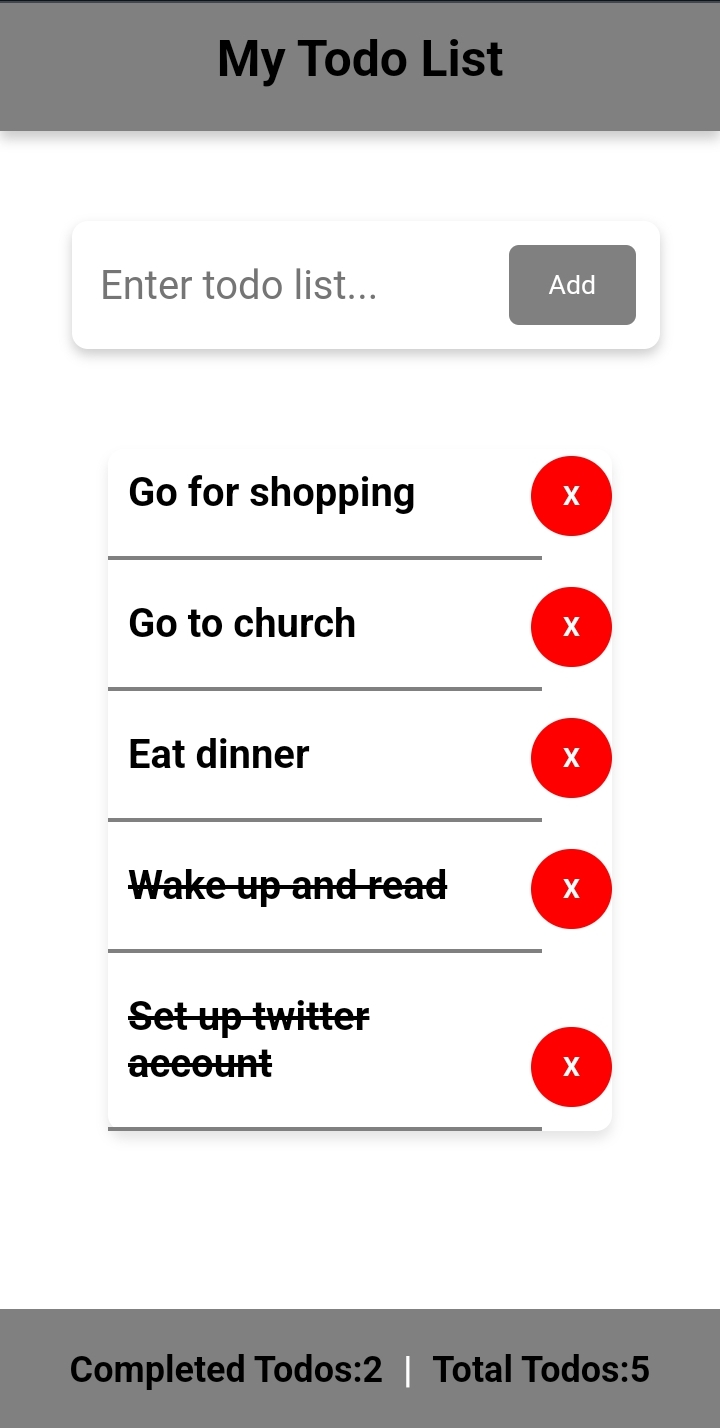 My Todo List
Enter todo list...
Add
Go for shopping
X
Go to church
X
Eat dinner
X
Wake up and read
X
Set up twitter
account
X
Completed Todos:2 | Total Todos:5